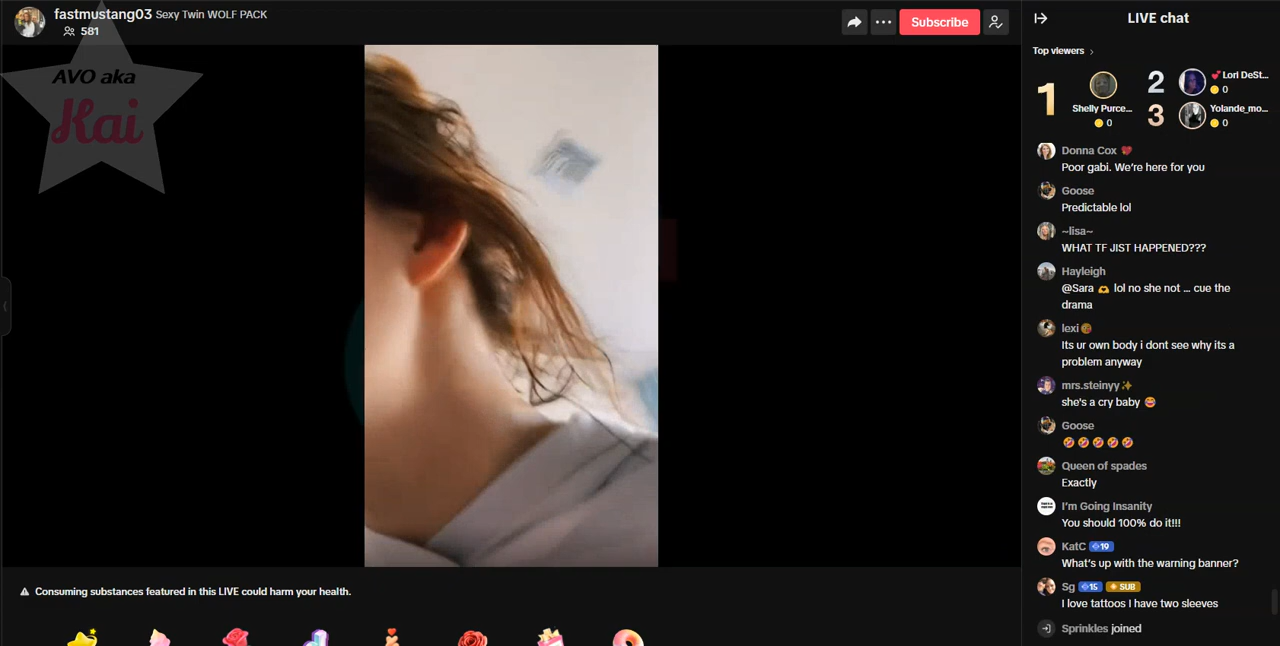 fastmustang03 Sexy Twin WOLF PACK
581
Subscribe
AVO aka
Kai
LIVE chat
Top viewers
1
Shelly Purce...
0
2
Lorl DeSt...
0
3
Yolande_mo...
0
Donna Cox
Poor gabi. We're here for you
Goose
Predictable lol
~lisa~
WHAT TF JIST HAPPENED???
Hayleigh
@Sara 🫶 lol no she not ... cue the
drama
lexi
Its ur own body i dont see why its a
problem anyway
mrs.steinyy✨
she's a cry baby 😂
Goose
🤣🤣🤣🤣🤣
Queen of spades
Exactly
I'm Going Insanity
You should 100% do it!!!
KatC 19
What's up with the warning banner?
Sg 15 SUB
I love tattoos I have two sleeves
Sprinkles joined
Consuming substances featured in this LIVE could harm your health.